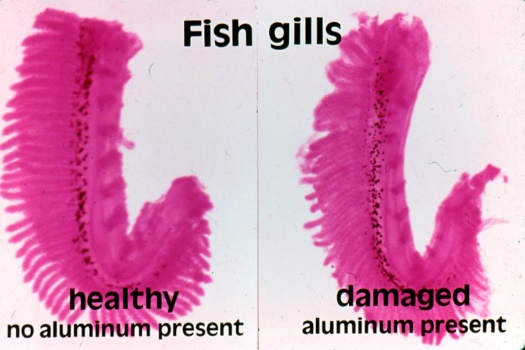 Fish gills
healthy
no aluminum present
damaged
aluminum present